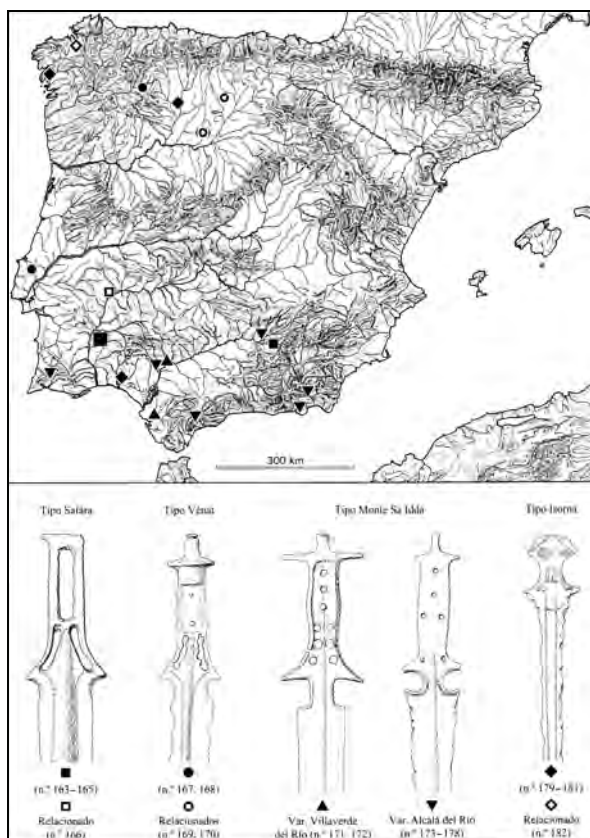 300 km
Tipo Safara Tipo Vénat Tipo Monte Sa Idda Tipo Isorna
(n.º 163–165) (n.º 167, 168) (n.º 179–181)
Relacionado Relacionados Var. Villaverde Var. Alcalá del Río Relacionado
(n.º 166) (n.º 169, 170) del Río (n.º 171, 172) (n.º 173–178) (n.º 182)